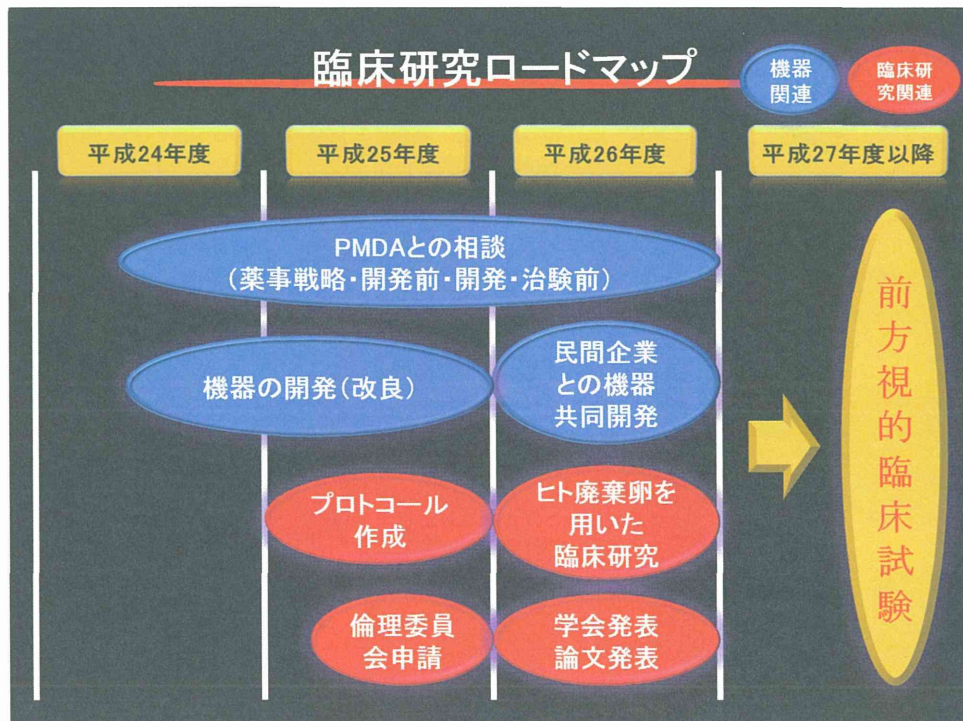 臨床研究ロードマップ
機器
関連
臨床研
究関連
平成24年度
平成25年度
平成26年度
平成27年度以降
PMDAとの相談
（薬事戦略・開発前・開発・治験前）
機器の開発（改良）
民間企業
との機器
共同開発
プロトコール
作成
ヒト廃棄卵を
用いた
臨床研究
倫理委員
会申請
学会発表
論文発表
前方視的臨床試験